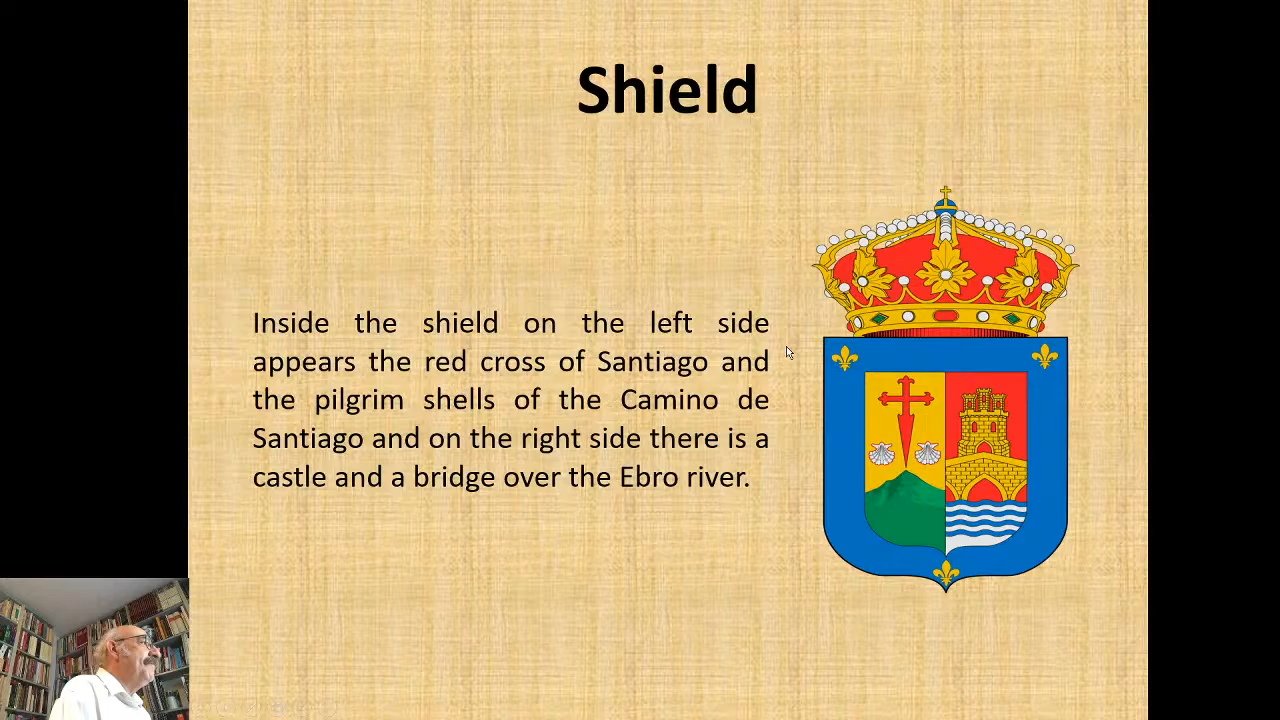 Shield
Inside the shield on the left side
appears the red cross of Santiago and
the pilgrim shells of the Camino de
Santiago and on the right side there is a
castle and a bridge over the Ebro river.